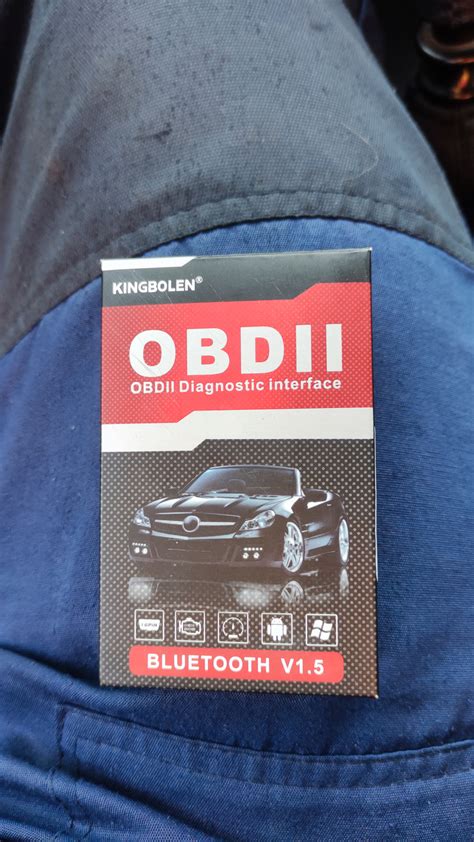 KINGBOLEN®
OBDII
OBDII Diagnostic interface
BLUETOOTH V1.5